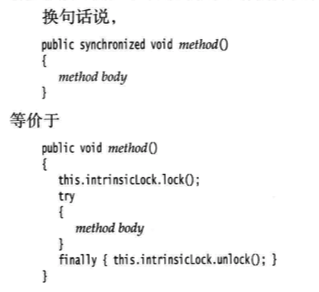 换句话说，
public synchronized void method()
{
method body
}
等价于
public void method()
{
this.intrinsicLock.lock();
try
{
method body
}
finally { this.intrinsicLock.unlock(); }
}